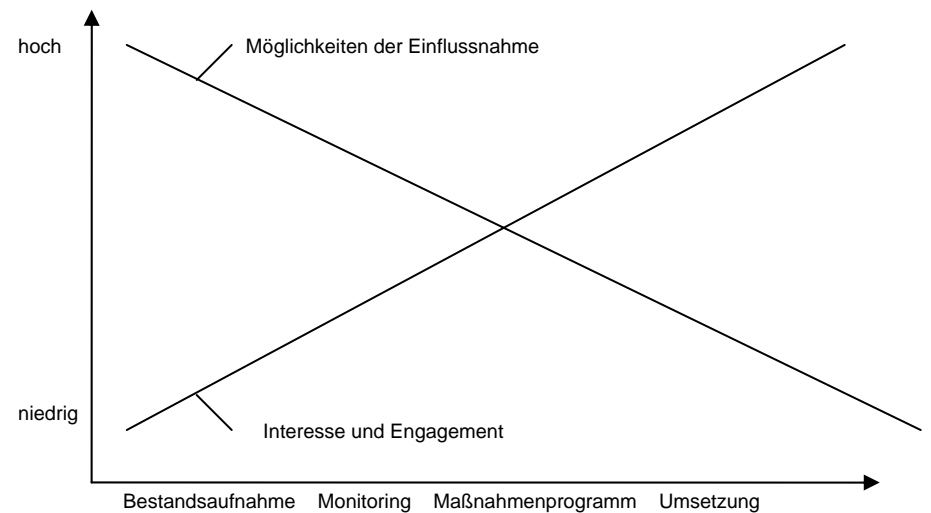 hoch
Möglichkeiten der Einflussnahme
niedrig
Interesse und Engagement
Bestandsaufnahme Monitoring Maßnahmenprogramm Umsetzung